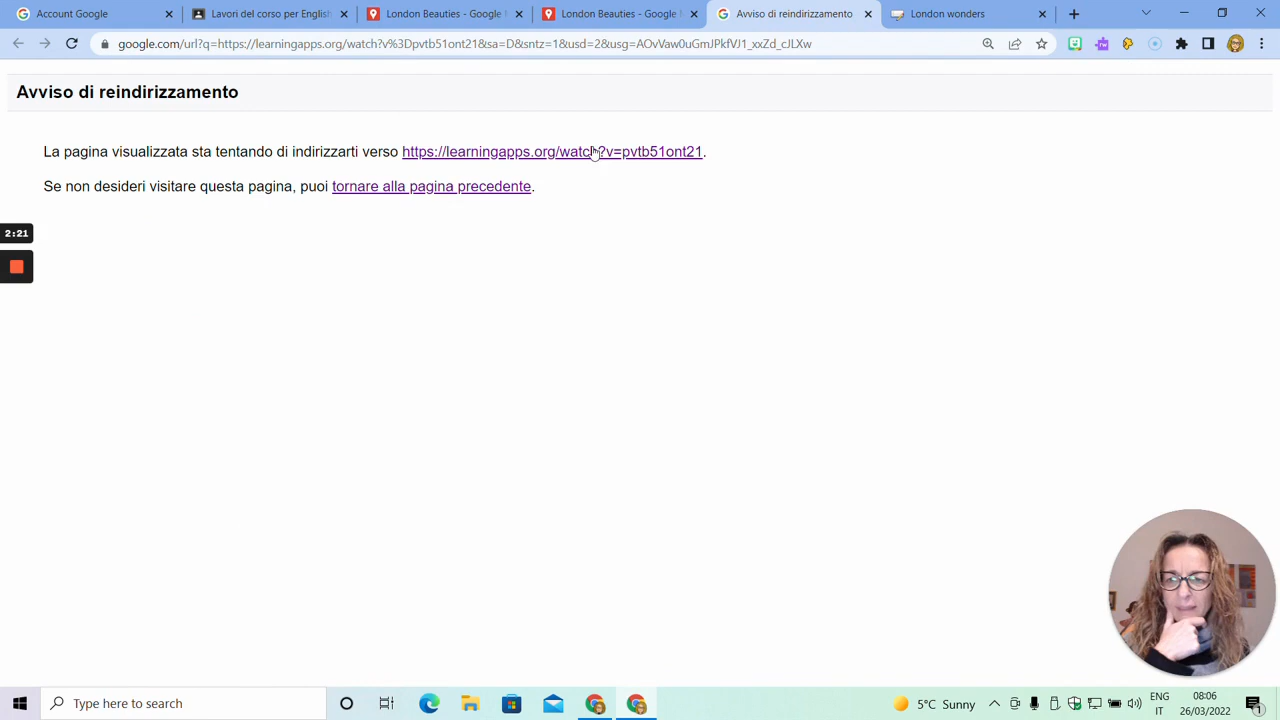 Account Google
Lavori del corso per English
London Beauties - Google M
London Beauties - Google M
Avviso di reindirizzamento
London wonders
google.com/url?q=https://learningapps.org/watch?v%3Dpvtb51ont21&sa=D&sntz=1&usd=2&usg=AOvVaw0uGmJPkfVJ1_xxZd_cJLXw
Avviso di reindirizzamento
La pagina visualizzata sta tentando di indirizzarti verso https://learningapps.org/watch?v=pvtb51ont21.
Se non desideri visitare questa pagina, puoi tornare alla pagina precedente.
2:21
Type here to search
5°C Sunny
ENG
IT
08:06
26/03/2022
1